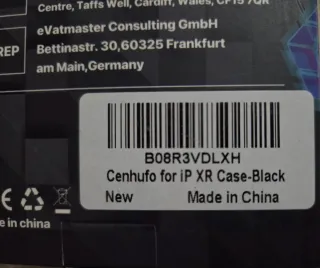 Centre, Taffs Well, Cardiff, Wales, CF15 7QR
REP
eVatmaster Consulting GmbH
Bettinastr. 30,60325 Frankfurt
am Main,Germany
B08R3VDLXH
Cenhufo for iP XR Case-Black
New Made in China
CE
e in china